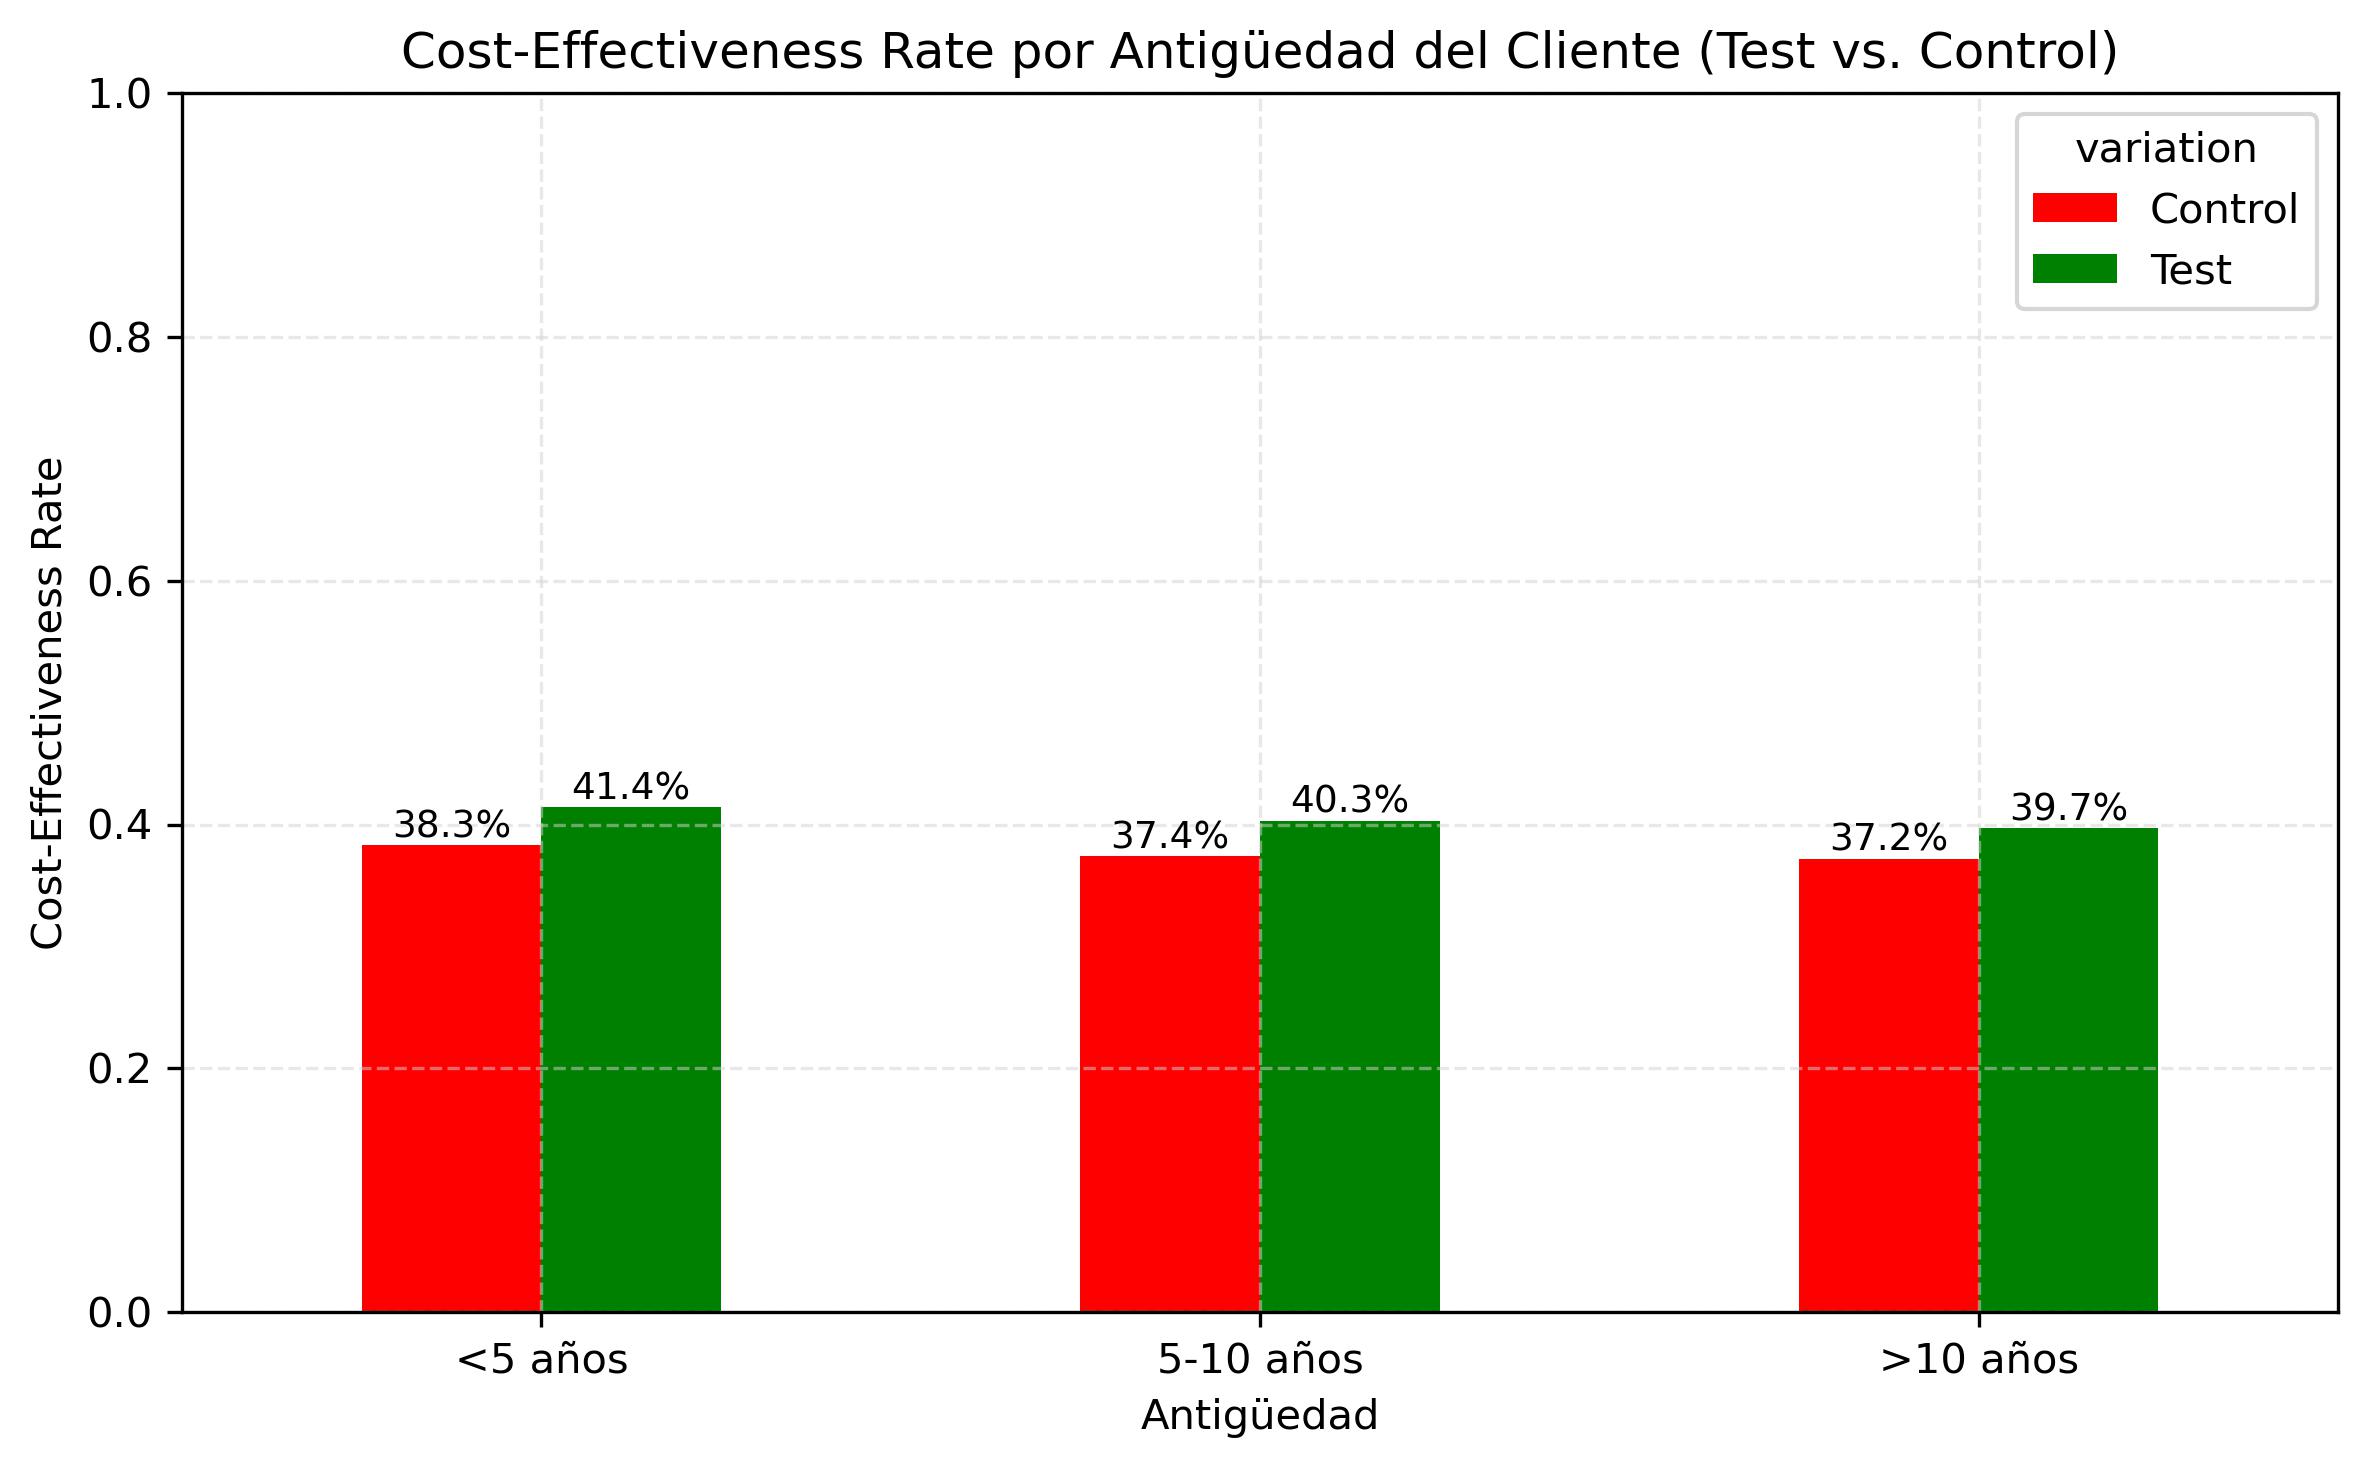 Cost-Effectiveness Rate por Antigüedad del Cliente (Test vs. Control)
variation
Control
Test
Cost-Effectiveness Rate
1.0
0.8
0.6
0.4
0.2
0.0
38.3%
41.4%
37.4%
40.3%
37.2%
39.7%
<5 años
5-10 años
>10 años
Antigüedad